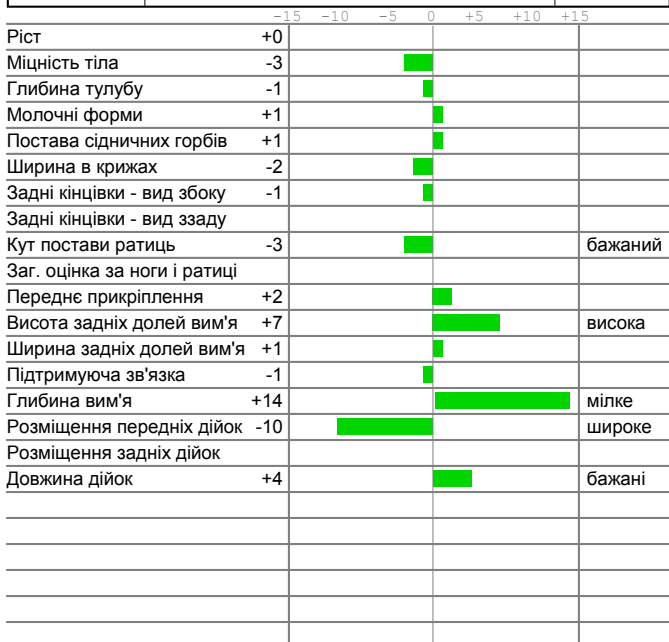 -15 -10 -5 0 +5 +10 +15
Ріст +0
Міцність тіла -3
Глибина тулубу -1
Молочні форми +1
Постава сідничних горбів +1
Ширина в крижах -2
Задні кінцівки - вид збоку -1
Задні кінцівки - вид ззаду
Кут постави ратиць -3 бажаний
Заг. оцінка за ноги і ратиці
Переднє прикріплення +2
Висота задніх долей вим'я +7 висока
Ширина задніх долей вим'я +1
Підтримуюча зв'язка -1
Глибина вим'я +14 мілке
Розміщення передніх дійок -10 широке
Розміщення задніх дійок
Довжина дійок +4 бажані